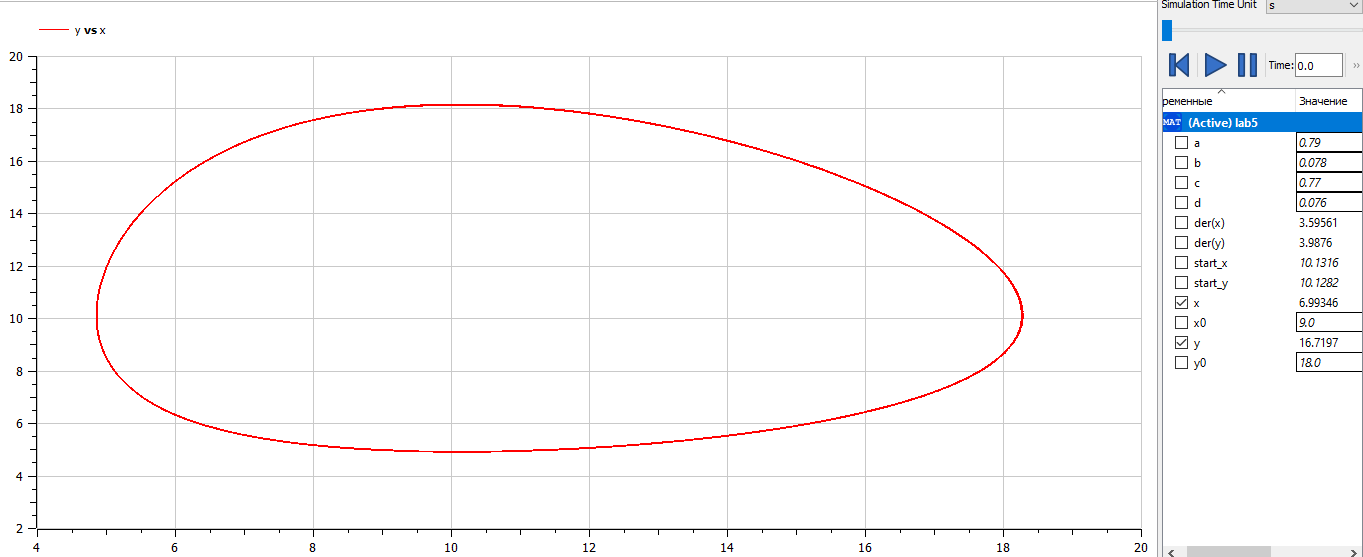 Simulation Time Unit s
y vs x
Time: 0.0 »
ременные Значение
MAT (Active) lab5
a 0.79
b 0.078
c 0.77
d 0.076
der(x) 3.59561
der(y) 3.9876
start_x 10.1316
start_y 10.1282
x 6.99346
x0 9.0
y 16.7197
y0 18.0
20
18
16
14
12
10
8
6
4
2
4 6 8 10 12 14 16 18 20